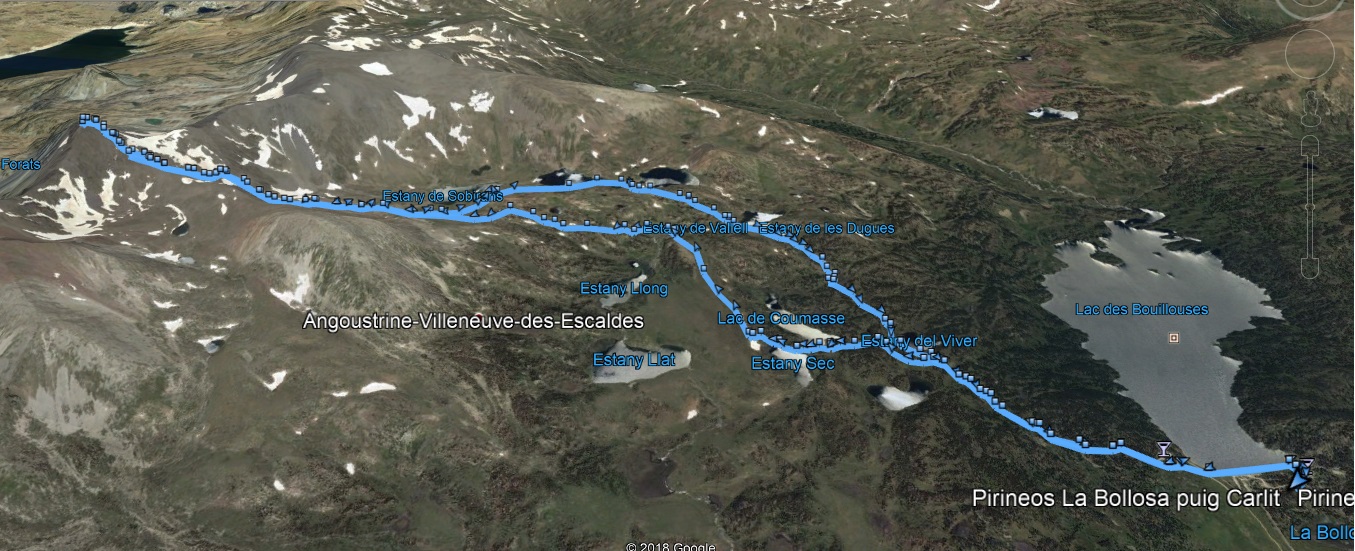 Forats
Estany de Sobirans
Estany de Vallell
Estany de les Dugues
Estany Llong
Lac des Bouillouses
Angoustrine-Villeneuve-des-Escaldes
Lac de Coumasse
Estany del Viver
Estany Llat
Estany Sec
Pirineos La Bollosa puig Carlit
Pirine
La Bollo
© 2018 Google